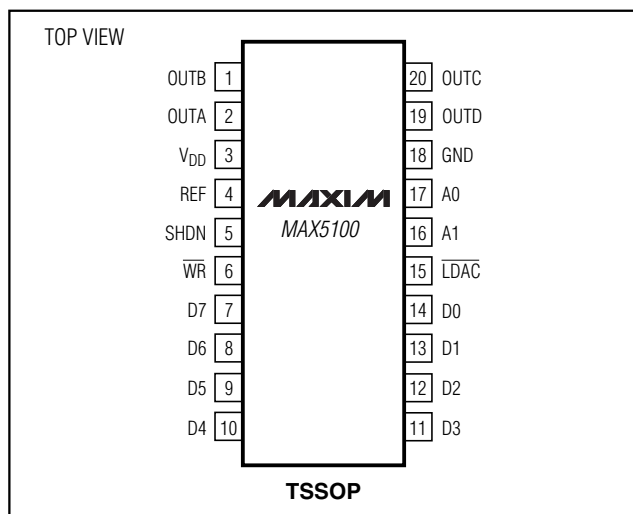 TOP VIEW
OUTB 1 20 OUTC
OUTA 2 19 OUTD
VDD 3 18 GND
REF 4 MAXIM 17 A0
SHDN 5 MAX5100 16 A1
W̅R̅ 6 15 L̅D̅A̅C̅
D7 7 14 D0
D6 8 13 D1
D5 9 12 D2
D4 10 11 D3
TSSOP